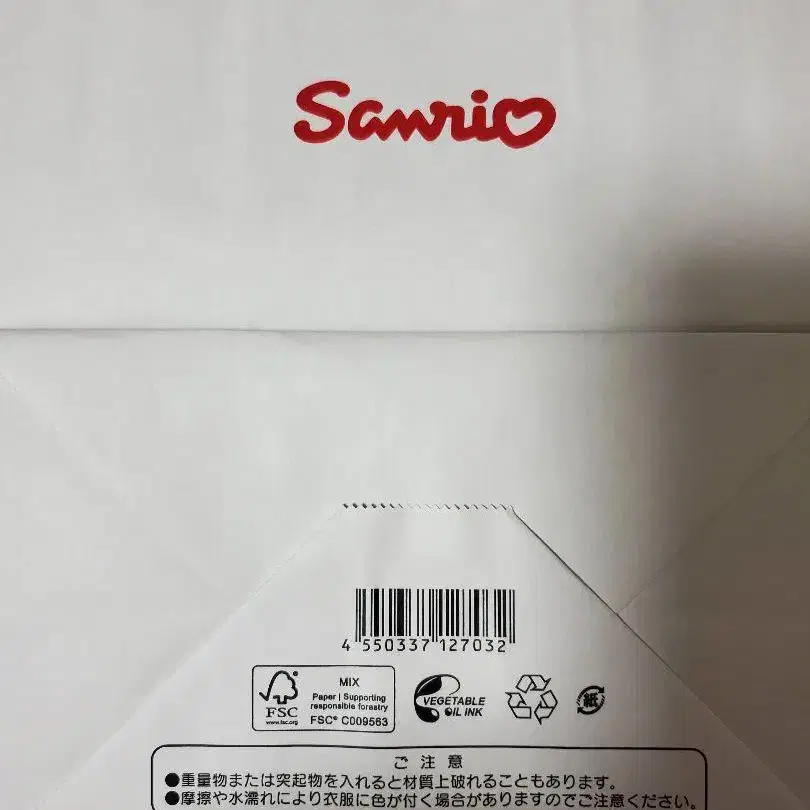 Sanrio
4 550337 127032
MIX
Paper | Supporting
responsible forestry
FSC® C009563
FSC
www.fsc.org
VEGETABLE
OIL INK
紙
ご注意
●重量物または突起物を入れると材質上破れることもあります。
●摩擦や水濡れにより衣服に色が付く場合がありますのでご注意ください。